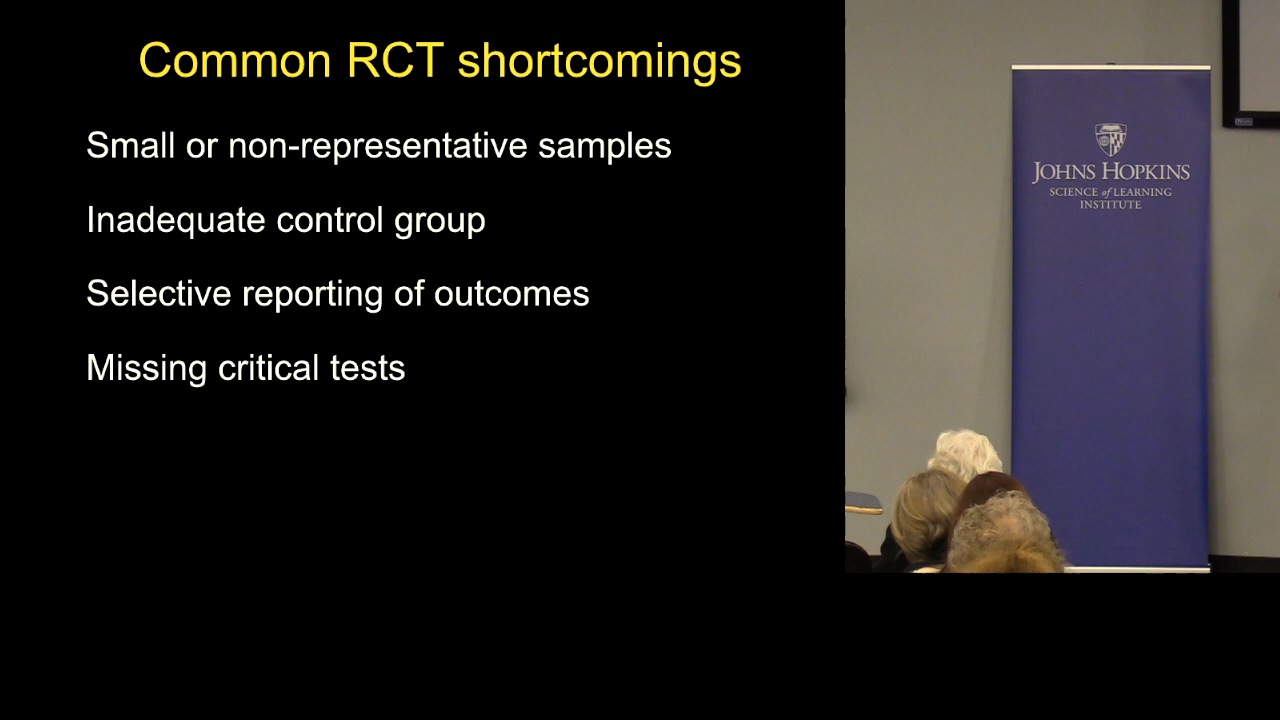 Common RCT shortcomings
Small or non-representative samples
Inadequate control group
Selective reporting of outcomes
Missing critical tests
JOHNS HOPKINS
SCIENCE of LEARNING
INSTITUTE